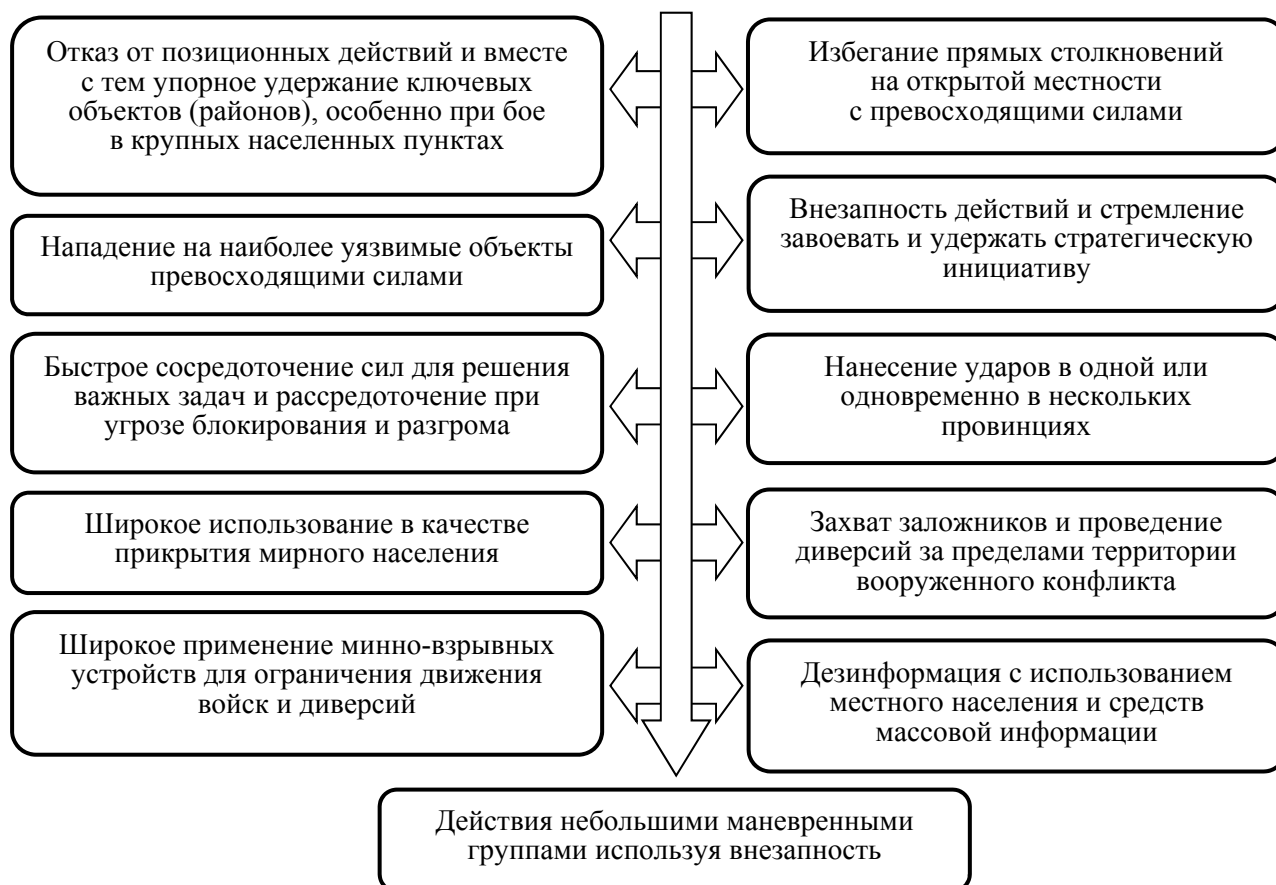 Отказ от позиционных действий и вместе
с тем упорное удержание ключевых
объектов (районов), особенно при бое
в крупных населенных пунктах
Избегание прямых столкновений
на открытой местности
с превосходящими силами
Нападение на наиболее уязвимые объекты
превосходящими силами
Внезапность действий и стремление
завоевать и удержать стратегическую
инициативу
Быстрое сосредоточение сил для решения
важных задач и рассредоточение при
угрозе блокирования и разгрома
Нанесение ударов в одной или
одновременно в нескольких
провинциях
Широкое использование в качестве
прикрытия мирного населения
Захват заложников и проведение
диверсий за пределами территории
вооруженного конфликта
Широкое применение минно-взрывных
устройств для ограничения движения
войск и диверсий
Дезинформация с использованием
местного населения и средств
массовой информации
Действия небольшими маневренными
группами используя внезапность